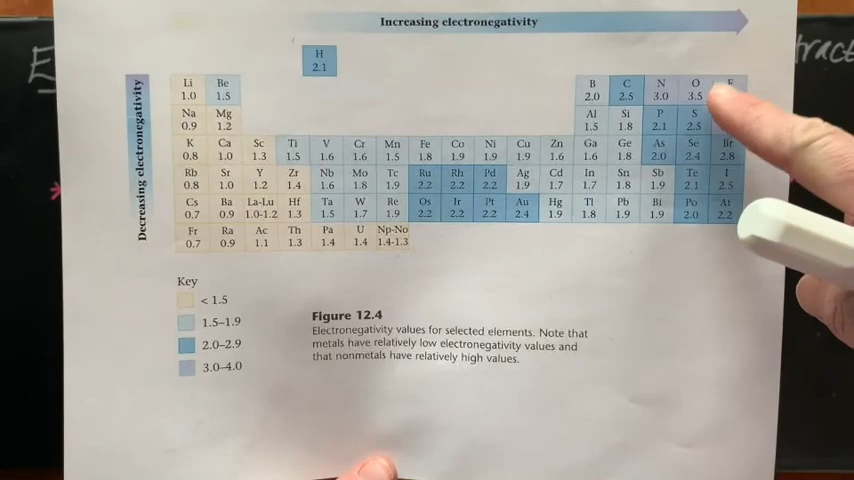 Increasing electronegativity
Decreasing electronegativity
H
2.1
Li Be B C N O F
1.0 1.5 2.0 2.5 3.0 3.5
Na Mg Al Si P S
0.9 1.2 1.5 1.8 2.1 2.5
K Ca Sc Ti V Cr Mn Fe Co Ni Cu Zn Ga Ge As Se Br
0.8 1.0 1.3 1.5 1.6 1.6 1.5 1.8 1.9 1.9 1.9 1.6 1.6 1.8 2.0 2.4 2.8
Rb Sr Y Zr Nb Mo Tc Ru Rh Pd Ag Cd In Sn Sb Te I
0.8 1.0 1.2 1.4 1.6 1.8 1.9 2.2 2.2 2.2 1.9 1.7 1.7 1.8 1.9 2.1 2.5
Cs Ba La-Lu Hf Ta W Re Os Ir Pt Au Hg Tl Pb Bi Po At
0.7 0.9 1.0-1.2 1.3 1.5 1.7 1.9 2.2 2.2 2.2 2.4 1.9 1.8 1.9 1.9 2.0 2.2
Fr Ra Ac Th Pa U Np-No
0.7 0.9 1.1 1.3 1.4 1.4 1.4-1.3
Key
< 1.5
1.5–1.9
2.0–2.9
3.0–4.0
Figure 12.4
Electronegativity values for selected elements. Note that
metals have relatively low electronegativity values and
that nonmetals have relatively high values.